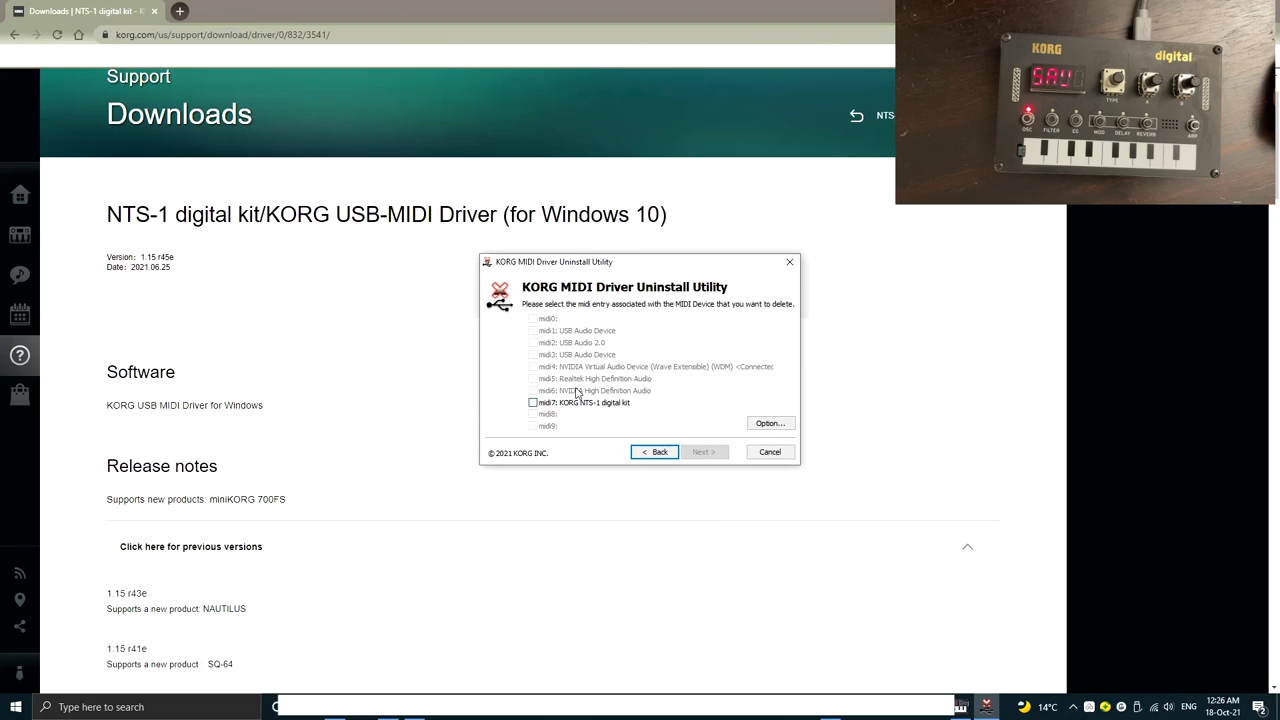 Downloads | NTS-1 digital kit -
korg.com/us/support/download/driver/0/832/3541/
Support
Downloads
NTS
NTS-1 digital kit/KORG USB-MIDI Driver (for Windows 10)
Version: 1.15 r45e
Date: 2021.06.25
Software
KORG USB MIDI Driver for Windows
Release notes
Supports new products: miniKORG 700FS
Click here for previous versions
1.15 r43e
Supports a new product: NAUTILUS
1.15 r41e
Supports a new product : SQ-64
KORG MIDI Driver Uninstall Utility
KORG MIDI Driver Uninstall Utility
Please select the midi entry associated with the MIDI Device that you want to delete.
midi0:
midi1: USB Audio Device
midi2: USB Audio 2.0
midi3: USB Audio Device
midi4: NVIDIA Virtual Audio Device (Wave Extensible) (WDM) <Connected
midi5: Realtek High Definition Audio
midi6: NVIDIA High Definition Audio
midi7: KORG NTS-1 digital kit
midi8:
midi9:
Option...
© 2021 KORG INC.
< Back
Next >
Cancel
KORG
digital
SAU
TYPE
A
B
OSC
FILTER
EG
MOD
DELAY
REVERB
ARP
Type here to search
14°C
12:26 AM
18-Oct-21
2